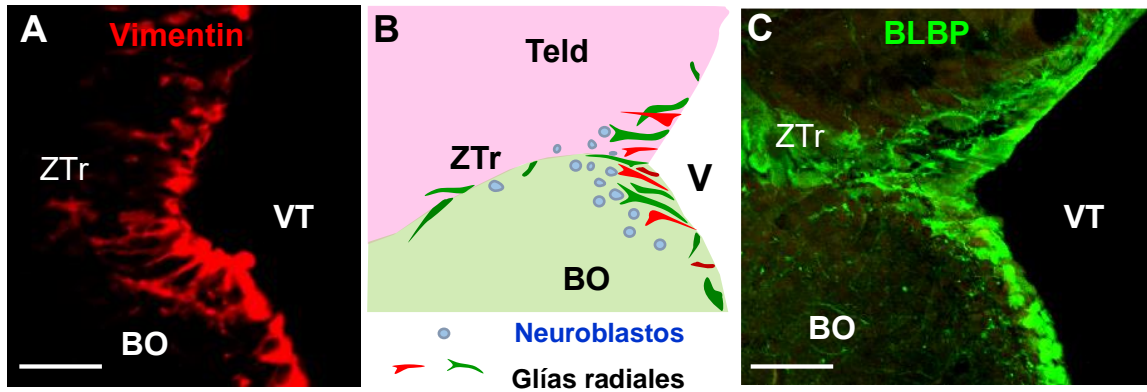 A
Vimentin
ZTr
VT
BO
B
Teld
ZTr
V
BO
Neuroblastos
Glías radiales
C
BLBP
ZTr
VT
BO